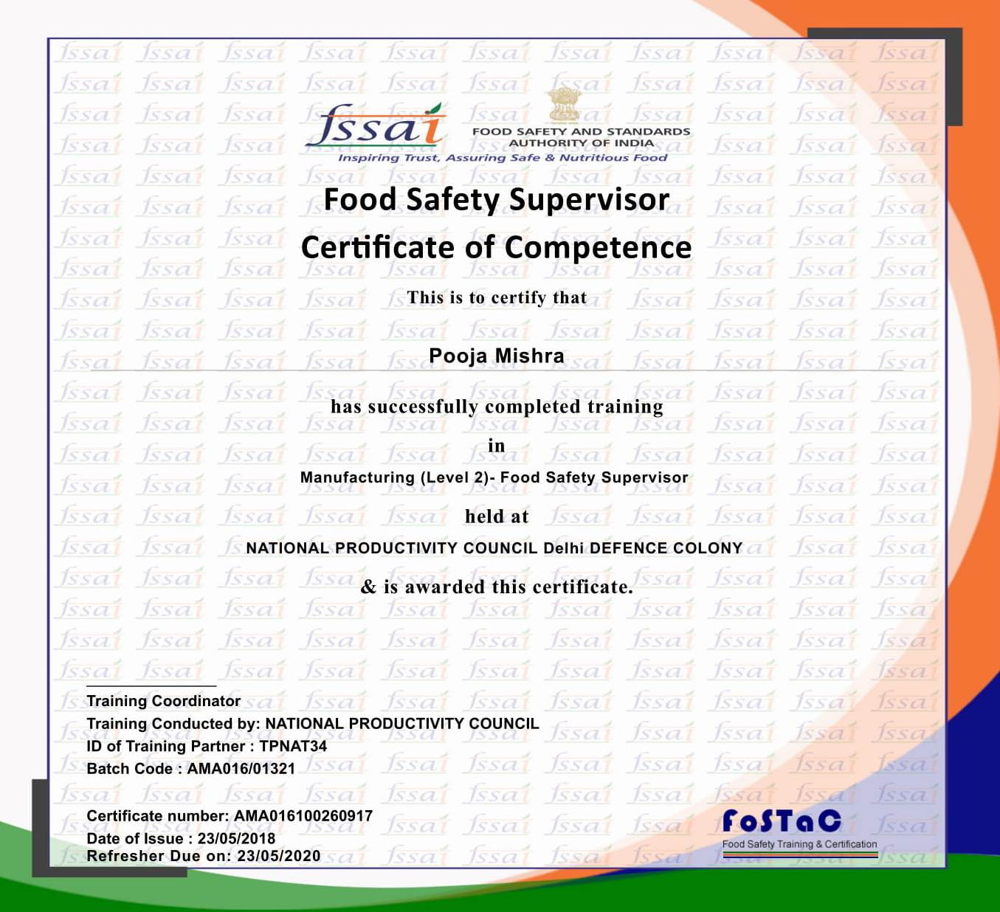 fssai
FOOD SAFETY AND STANDARDS
AUTHORITY OF INDIA
Inspiring Trust, Assuring Safe & Nutritious Food
Food Safety Supervisor
Certificate of Competence
This is to certify that
Pooja Mishra
has successfully completed training
in
Manufacturing (Level 2)- Food Safety Supervisor
held at
NATIONAL PRODUCTIVITY COUNCIL Delhi DEFENCE COLONY
& is awarded this certificate.
Training Coordinator
Training Conducted by: NATIONAL PRODUCTIVITY COUNCIL
ID of Training Partner : TPNAT34
Batch Code : AMA016/01321
Certificate number: AMA016100260917
Date of Issue : 23/05/2018
Refresher Due on: 23/05/2020
FoSTaC
Food Safety Training & Certification